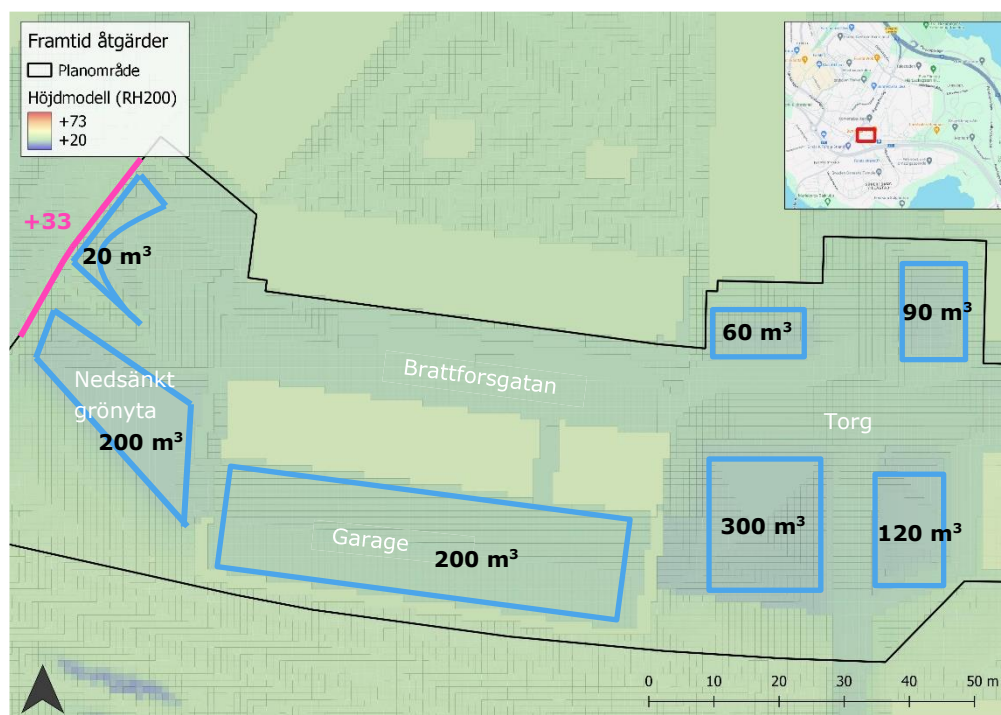 Framtid åtgärder
Planområde
Höjdmodell (RH200)
+73
+20
+33
20 m³
60 m³
90 m³
Brattforsgatan
Nedsänkt
grönyta
200 m³
Torg
Garage
200 m³
300 m³
120 m³
0 10 20 30 40 50 m